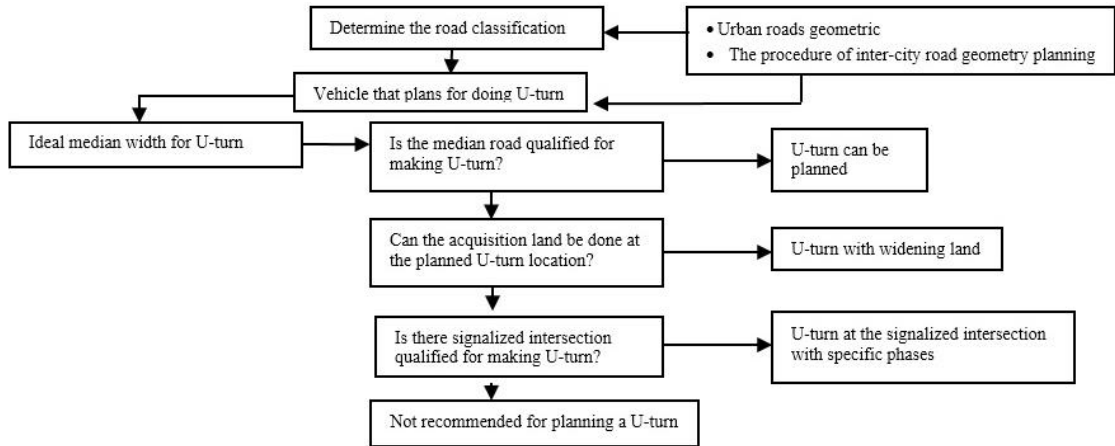 Determine the road classification
• Urban roads geometric
• The procedure of inter-city road geometry planning
Vehicle that plans for doing U-turn
Ideal median width for U-turn
Is the median road qualified for
making U-turn?
U-turn can be
planned
Can the acquisition land be done at
the planned U-turn location?
U-turn with widening land
Is there signalized intersection
qualified for making U-turn?
U-turn at the signalized intersection
with specific phases
Not recommended for planning a U-turn